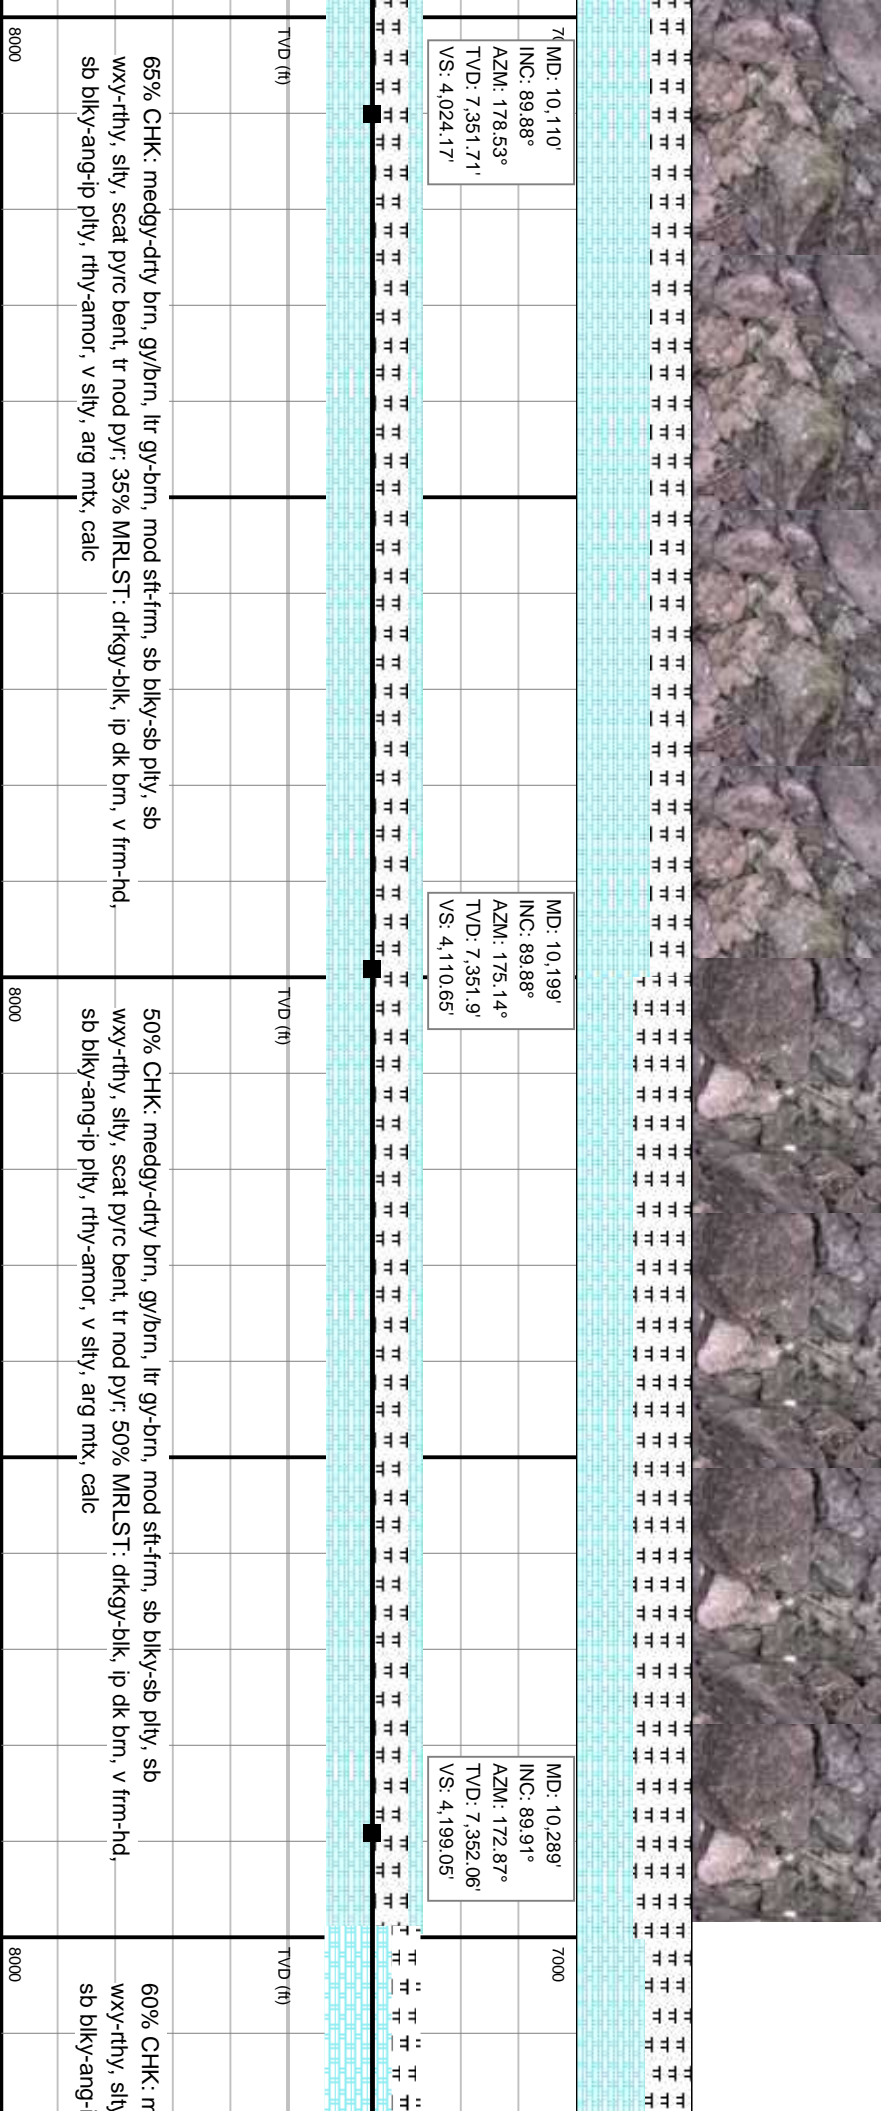 7000
MD: 10,110'
INC: 89.88°
AZM: 178.53°
TVD: 7,351.71'
VS: 4,024.17'
TVD (ft)
8000
65% CHK: medgy-drty brn, gy/brn, ltr gy-brn, mod sft-frm, sb blky-sb plty, sb
wxy-rthy, slty, scat pyrc bent, tr nod pyr; 35% MRLST: drkgy-blk, ip dk brn, v frm-hd,
sb blky-ang-ip plty, rthy-amor, v slty, arg mtx, calc
MD: 10,199'
INC: 89.88°
AZM: 175.14°
TVD: 7,351.9'
VS: 4,110.65'
TVD (ft)
8000
50% CHK: medgy-drty brn, gy/brn, ltr gy-brn, mod sft-frm, sb blky-sb plty, sb
wxy-rthy, slty, scat pyrc bent, tr nod pyr; 50% MRLST: drkgy-blk, ip dk brn, v frm-hd,
sb blky-ang-ip plty, rthy-amor, v slty, arg mtx, calc
MD: 10,289'
INC: 89.91°
AZM: 172.87°
TVD: 7,352.06'
VS: 4,199.05'
7000
TVD (ft)
8000
60% CHK: m
wxy-rthy, slty
sb blky-ang-i